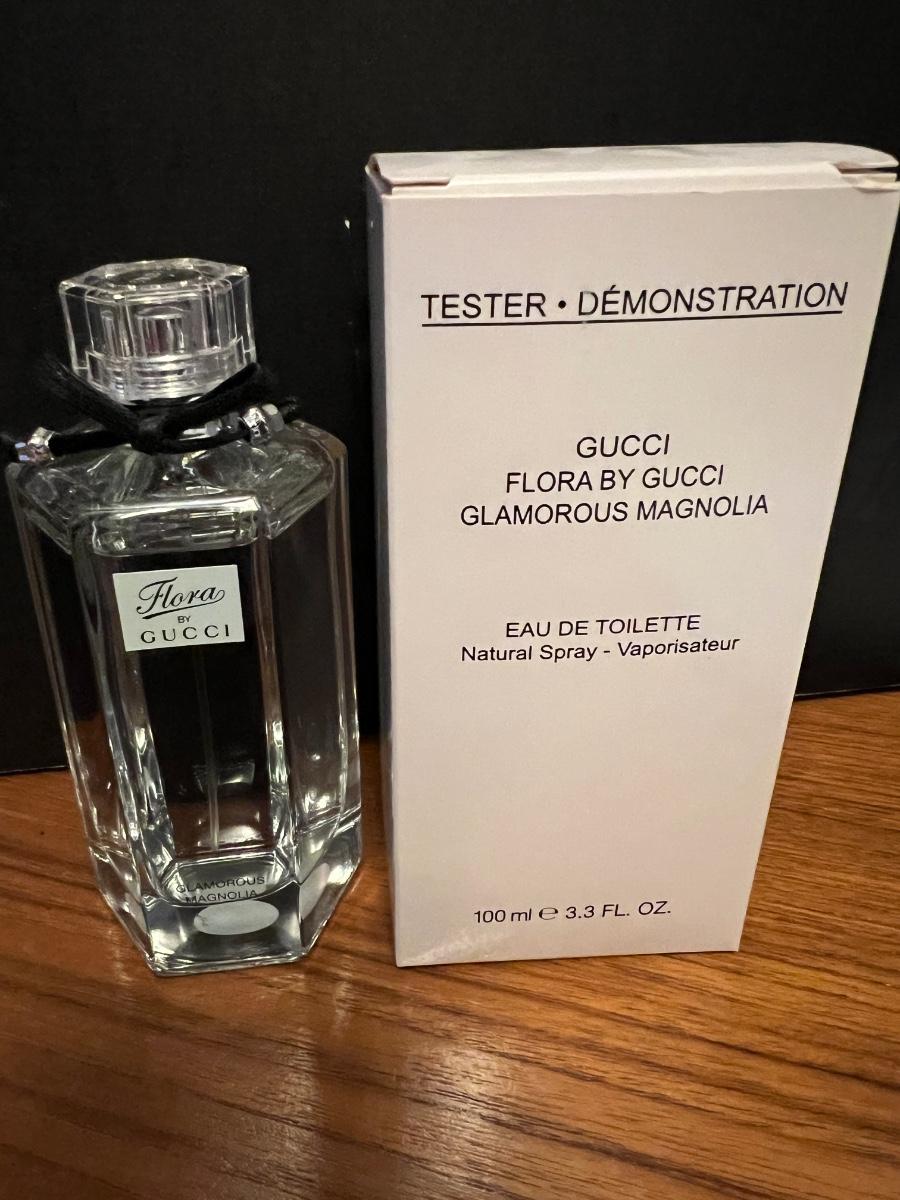 Flora
BY
GUCCI
GLAMOROUS
MAGNOLIA
TESTER • DÉMONSTRATION
GUCCI
FLORA BY GUCCI
GLAMOROUS MAGNOLIA
EAU DE TOILETTE
Natural Spray - Vaporisateur
100 ml ℮ 3.3 FL. OZ.